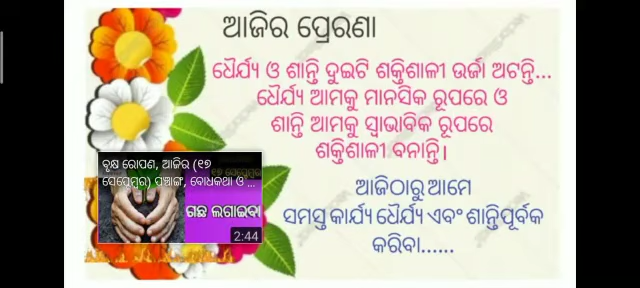 ଆଜିର ପ୍ରେରଣା
ଧୈର୍ଯ୍ୟ ଓ ଶାନ୍ତି ଦୁଇଟି ଶକ୍ତିଶାଳୀ ଉର୍ଜା ଅଟନ୍ତି...
ଧୈର୍ଯ୍ୟ ଆମକୁ ମାନସିକ ରୂପରେ ଓ
ଶାନ୍ତି ଆମକୁ ସ୍ୱାଭାବିକ ରୂପରେ
ଶକ୍ତିଶାଳୀ ବନାନ୍ତି।
ଆଜିଠାରୁ ଆମେ
ସମସ୍ତ କାର୍ଯ୍ୟ ଧୈର୍ଯ୍ୟ ଏବଂ ଶାନ୍ତିପୂର୍ବକ
କରିବା......
ବୃକ୍ଷ ରୋପଣ, ଆଜିର (୧୭
ସେପ୍ଟେମ୍ବର) ପଞ୍ଚାଙ୍ଗ, ବୋଧକଥା ଓ ...
ଗଛ ଲଗାଇବା
2:44